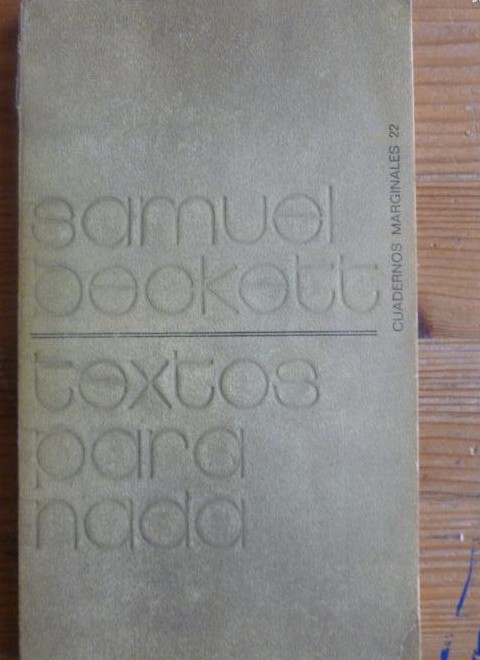 samuel
beckett
textos
para
nada
CUADERNOS MARGINALES 22